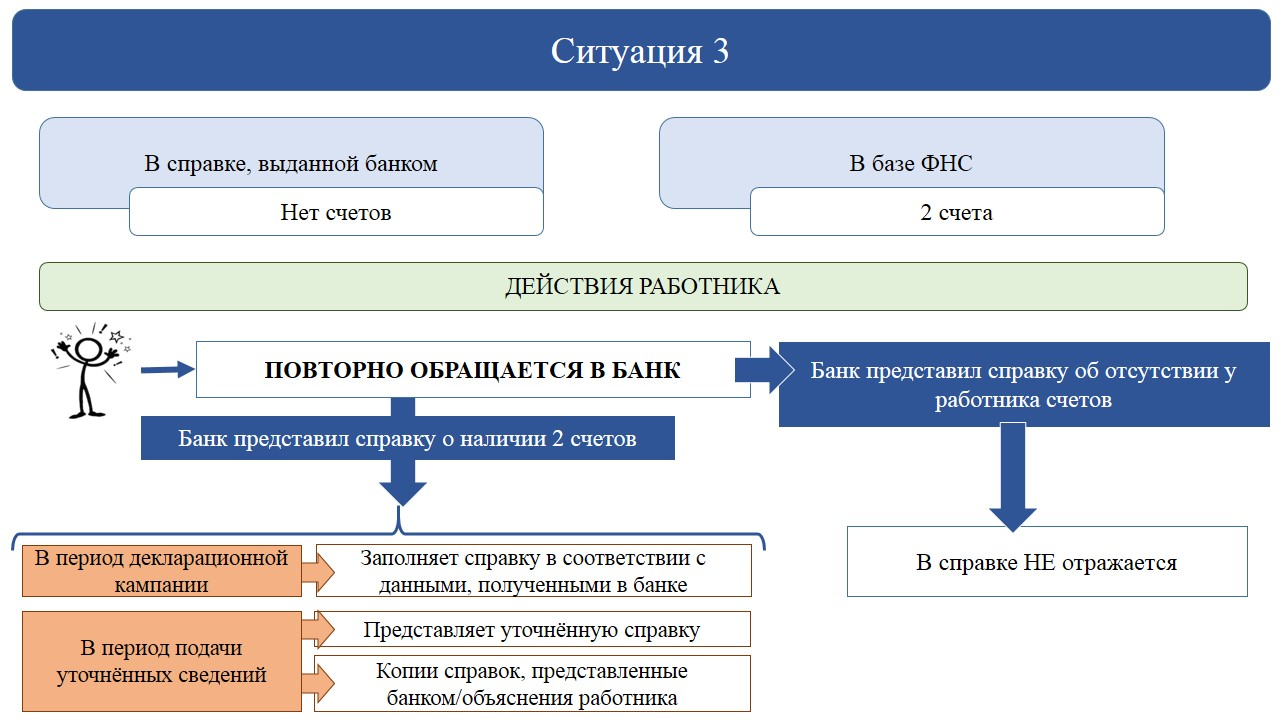 Ситуация 3
В справке, выданной банком
Нет счетов
В базе ФНС
2 счета
ДЕЙСТВИЯ РАБОТНИКА
ПОВТОРНО ОБРАЩАЕТСЯ В БАНК
Банк представил справку об отсутствии у
работника счетов
Банк представил справку о наличии 2 счетов
В период декларационной
кампании
Заполняет справку в соответствии с
данными, полученными в банке
В справке НЕ отражается
В период подачи
уточнённых сведений
Представляет уточнённую справку
Копии справок, представленные
банком/объяснения работника